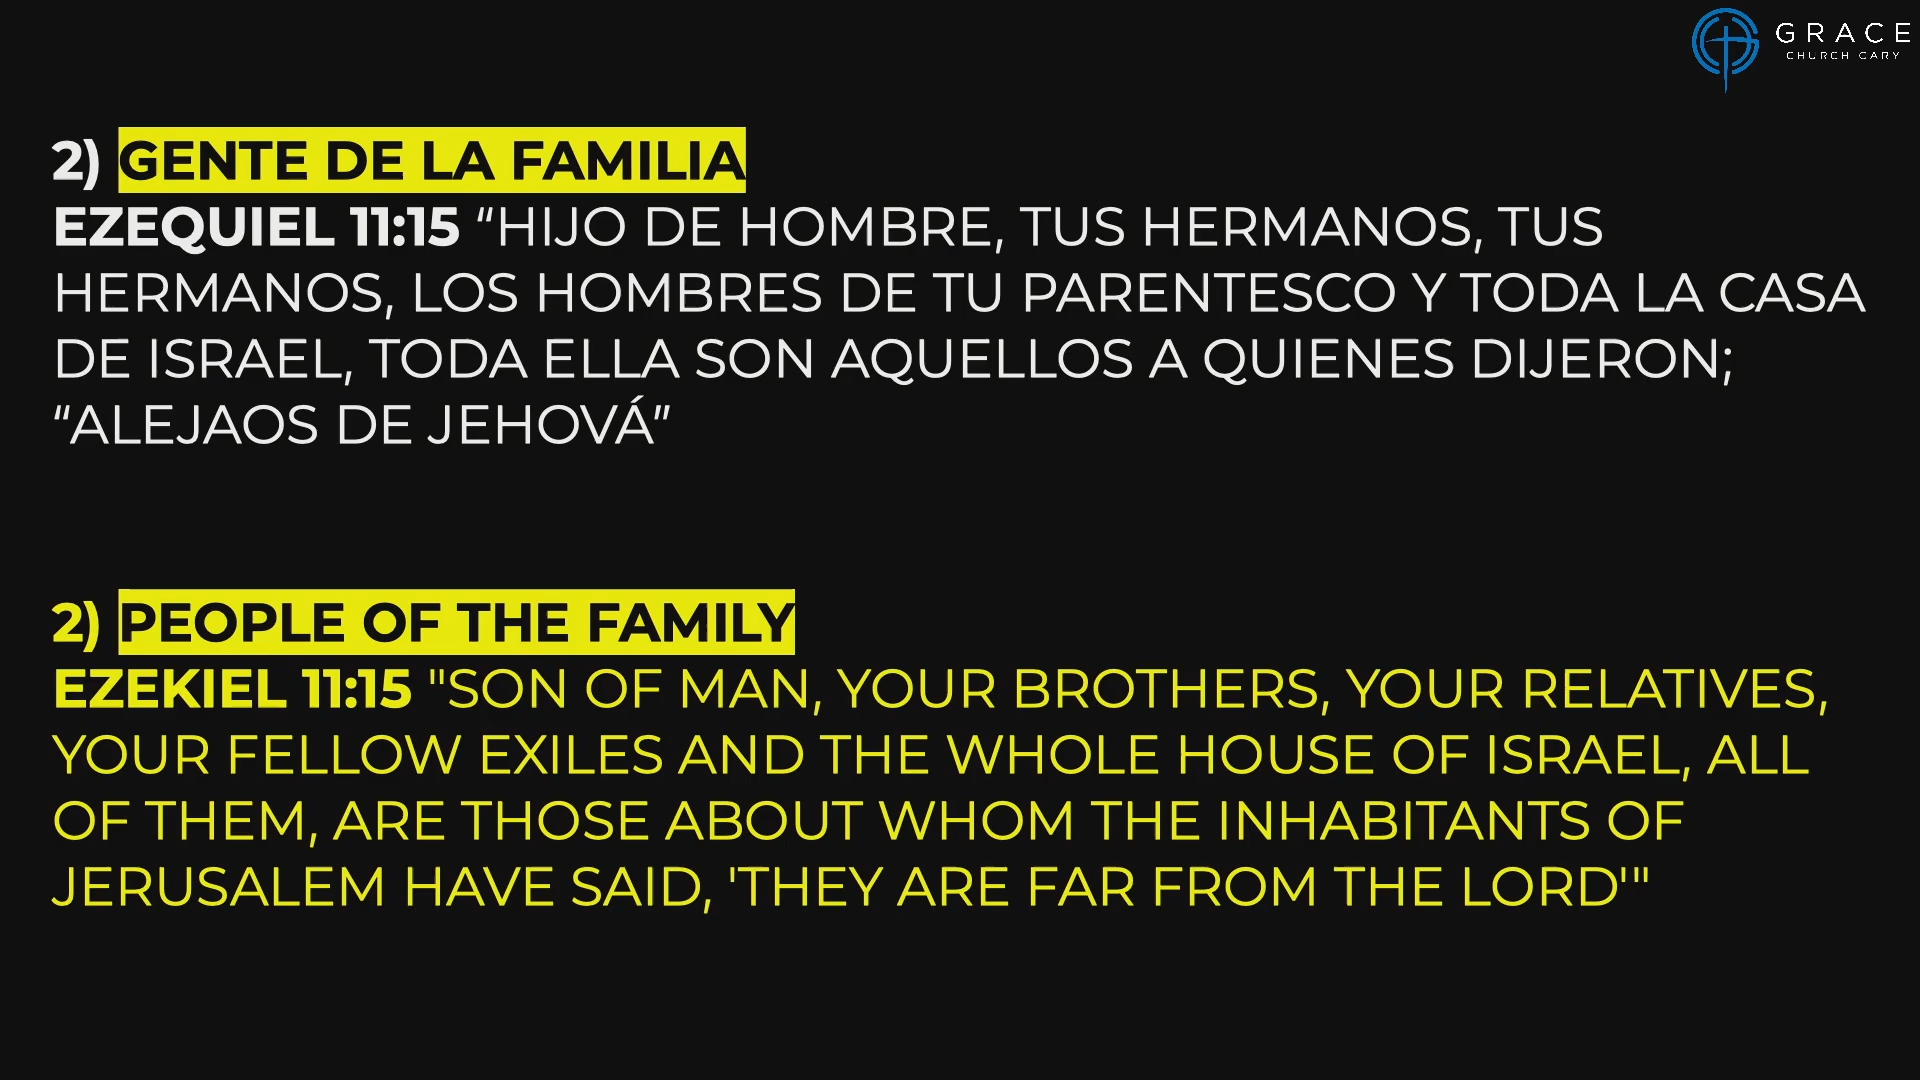 GRACE
CHURCH CARY
2) GENTE DE LA FAMILIA
EZEQUIEL 11:15 “HIJO DE HOMBRE, TUS HERMANOS, TUS
HERMANOS, LOS HOMBRES DE TU PARENTESCO Y TODA LA CASA
DE ISRAEL, TODA ELLA SON AQUELLOS A QUIENES DIJERON;
“ALEJAOS DE JEHOVÁ”
2) PEOPLE OF THE FAMILY
EZEKIEL 11:15 "SON OF MAN, YOUR BROTHERS, YOUR RELATIVES,
YOUR FELLOW EXILES AND THE WHOLE HOUSE OF ISRAEL, ALL
OF THEM, ARE THOSE ABOUT WHOM THE INHABITANTS OF
JERUSALEM HAVE SAID, 'THEY ARE FAR FROM THE LORD'"